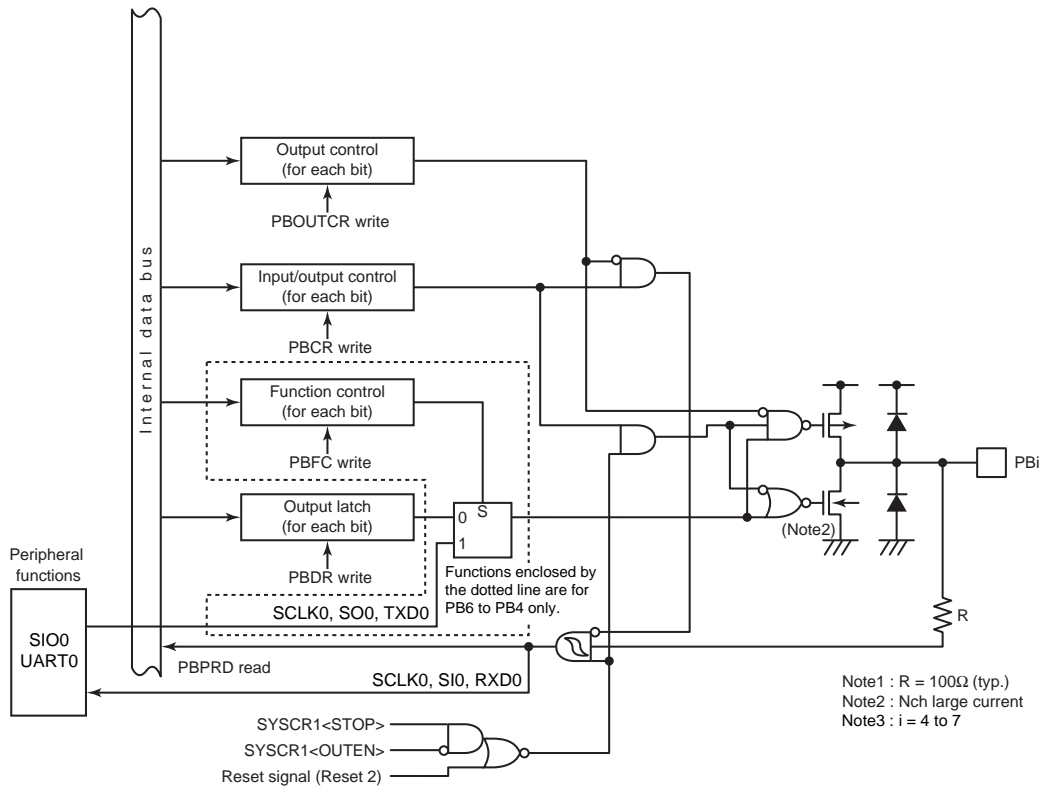 Output control
(for each bit)
PBOUTCR write
Internal data bus
Input/output control
(for each bit)
PBCR write
Function control
(for each bit)
PBFC write
Output latch
(for each bit)
PBDR write
S
0
1
Functions enclosed by
the dotted line are for
PB6 to PB4 only.
(Note2)
PBi
R
Peripheral
functions
SIO0
UART0
SCLK0, SO0, TXD0
PBPRD read
SCLK0, SI0, RXD0
SYSCR1<STOP>
SYSCR1<OUTEN>
Reset signal (Reset 2)
Note1 : R = 100Ω (typ.)
Note2 : Nch large current
Note3 : i = 4 to 7